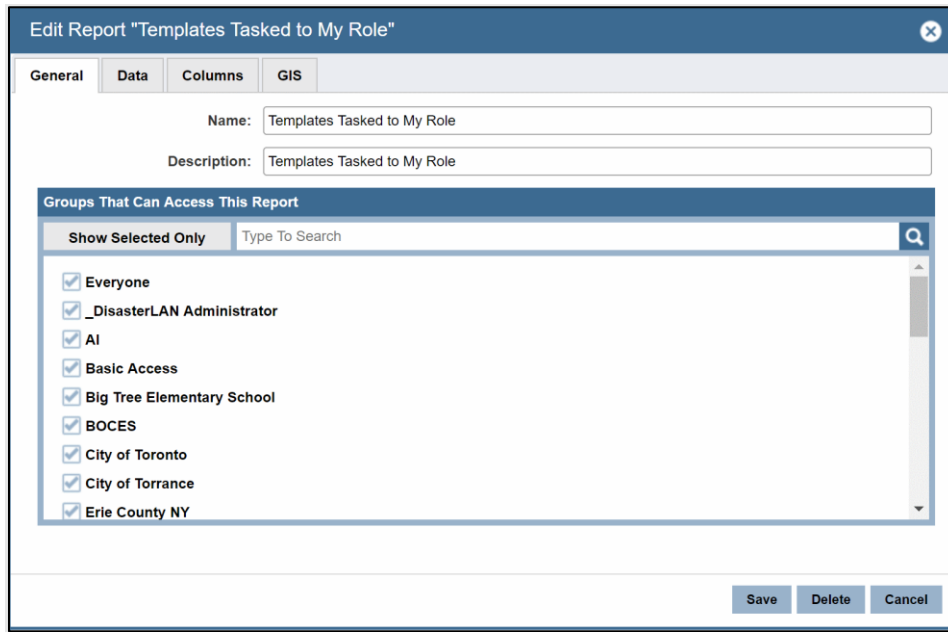 Edit Report "Templates Tasked to My Role"
General Data Columns GIS
Name: Templates Tasked to My Role
Description: Templates Tasked to My Role
Groups That Can Access This Report
Show Selected Only Type To Search
Everyone
_DisasterLAN Administrator
AI
Basic Access
Big Tree Elementary School
BOCES
City of Toronto
City of Torrance
Erie County NY
Save Delete Cancel